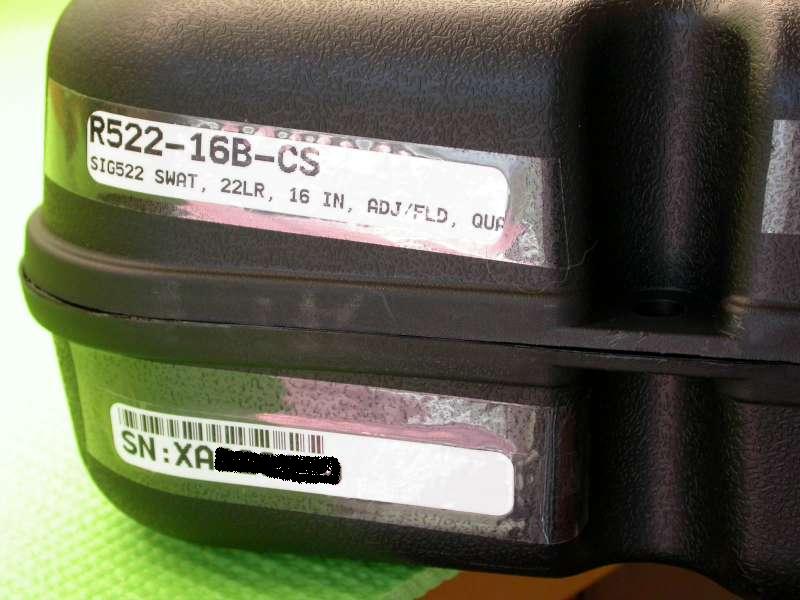 R522-16B-CS
SIG522 SWAT, 22LR, 16 IN, ADJ/FLD, QUA
SN:XA